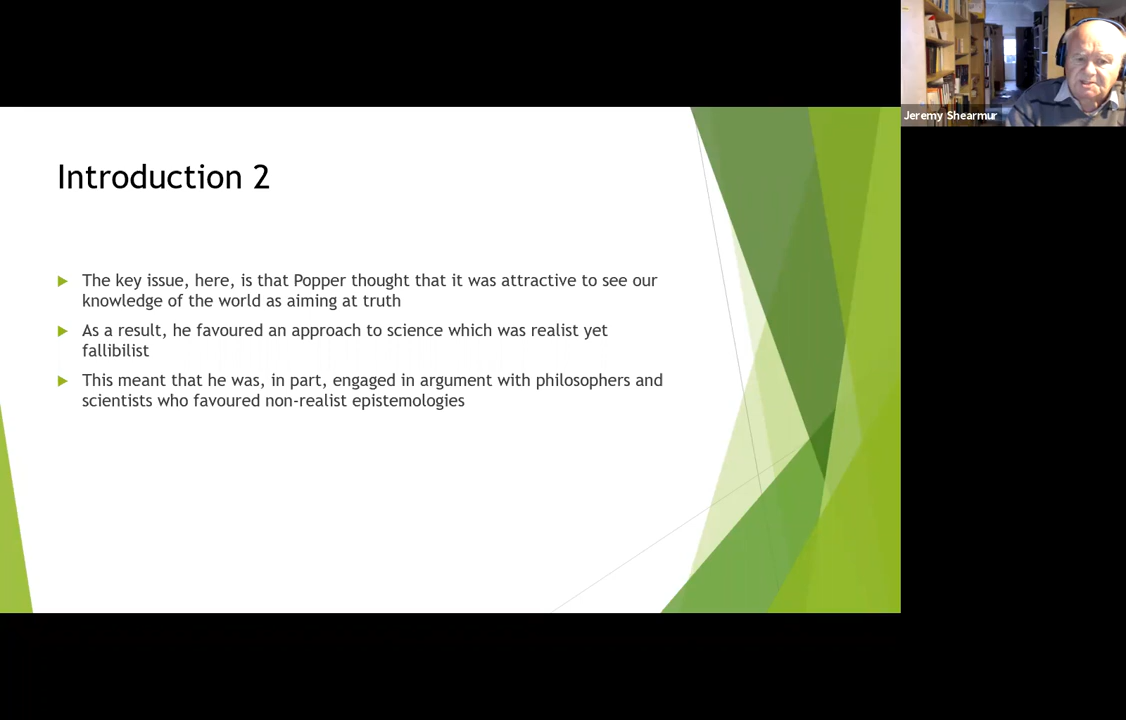 Jeremy Shearmur
Introduction 2
The key issue, here, is that Popper thought that it was attractive to see our
knowledge of the world as aiming at truth
As a result, he favoured an approach to science which was realist yet
fallibilist
This meant that he was, in part, engaged in argument with philosophers and
scientists who favoured non-realist epistemologies